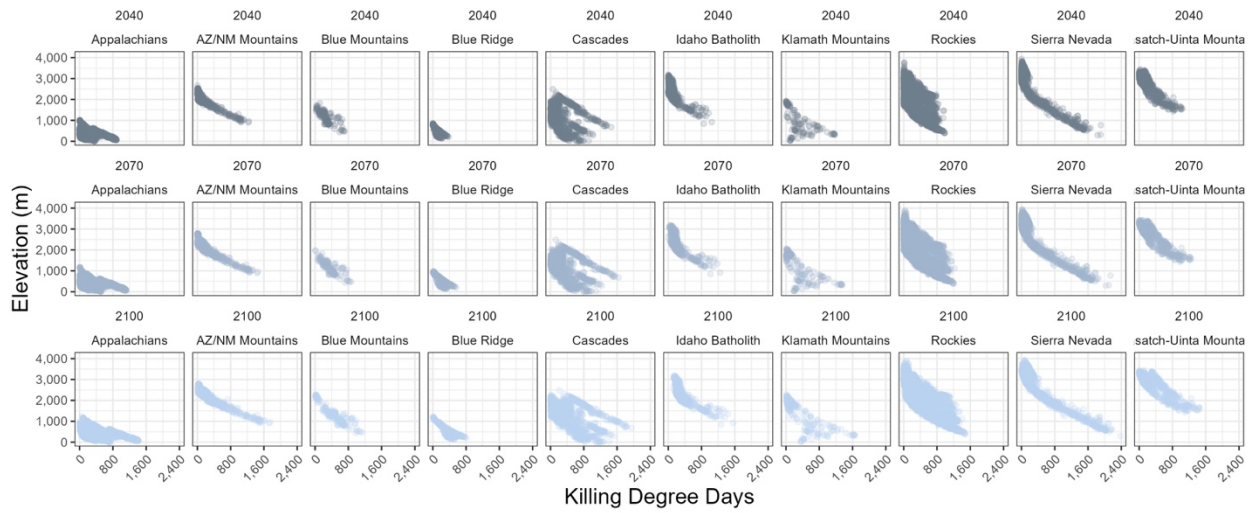 2040 2040 2040 2040 2040 2040 2040 2040 2040 2040
Appalachians AZ/NM Mountains Blue Mountains Blue Ridge Cascades Idaho Batholith Klamath Mountains Rockies Sierra Nevada satch-Uinta Mounta
4,000
3,000
2,000
1,000
0
2070 2070 2070 2070 2070 2070 2070 2070 2070 2070
Appalachians AZ/NM Mountains Blue Mountains Blue Ridge Cascades Idaho Batholith Klamath Mountains Rockies Sierra Nevada satch-Uinta Mounta
Elevation (m)
4,000
3,000
2,000
1,000
0
2100 2100 2100 2100 2100 2100 2100 2100 2100 2100
Appalachians AZ/NM Mountains Blue Mountains Blue Ridge Cascades Idaho Batholith Klamath Mountains Rockies Sierra Nevada satch-Uinta Mounta
4,000
3,000
2,000
1,000
0
0 800 1,600 2,400 0 800 1,600 2,400 0 800 1,600 2,400 0 800 1,600 2,400 0 800 1,600 2,400 0 800 1,600 2,400 0 800 1,600 2,400 0 800 1,600 2,400 0 800 1,600 2,400 0 800 1,600 2,400
Killing Degree Days